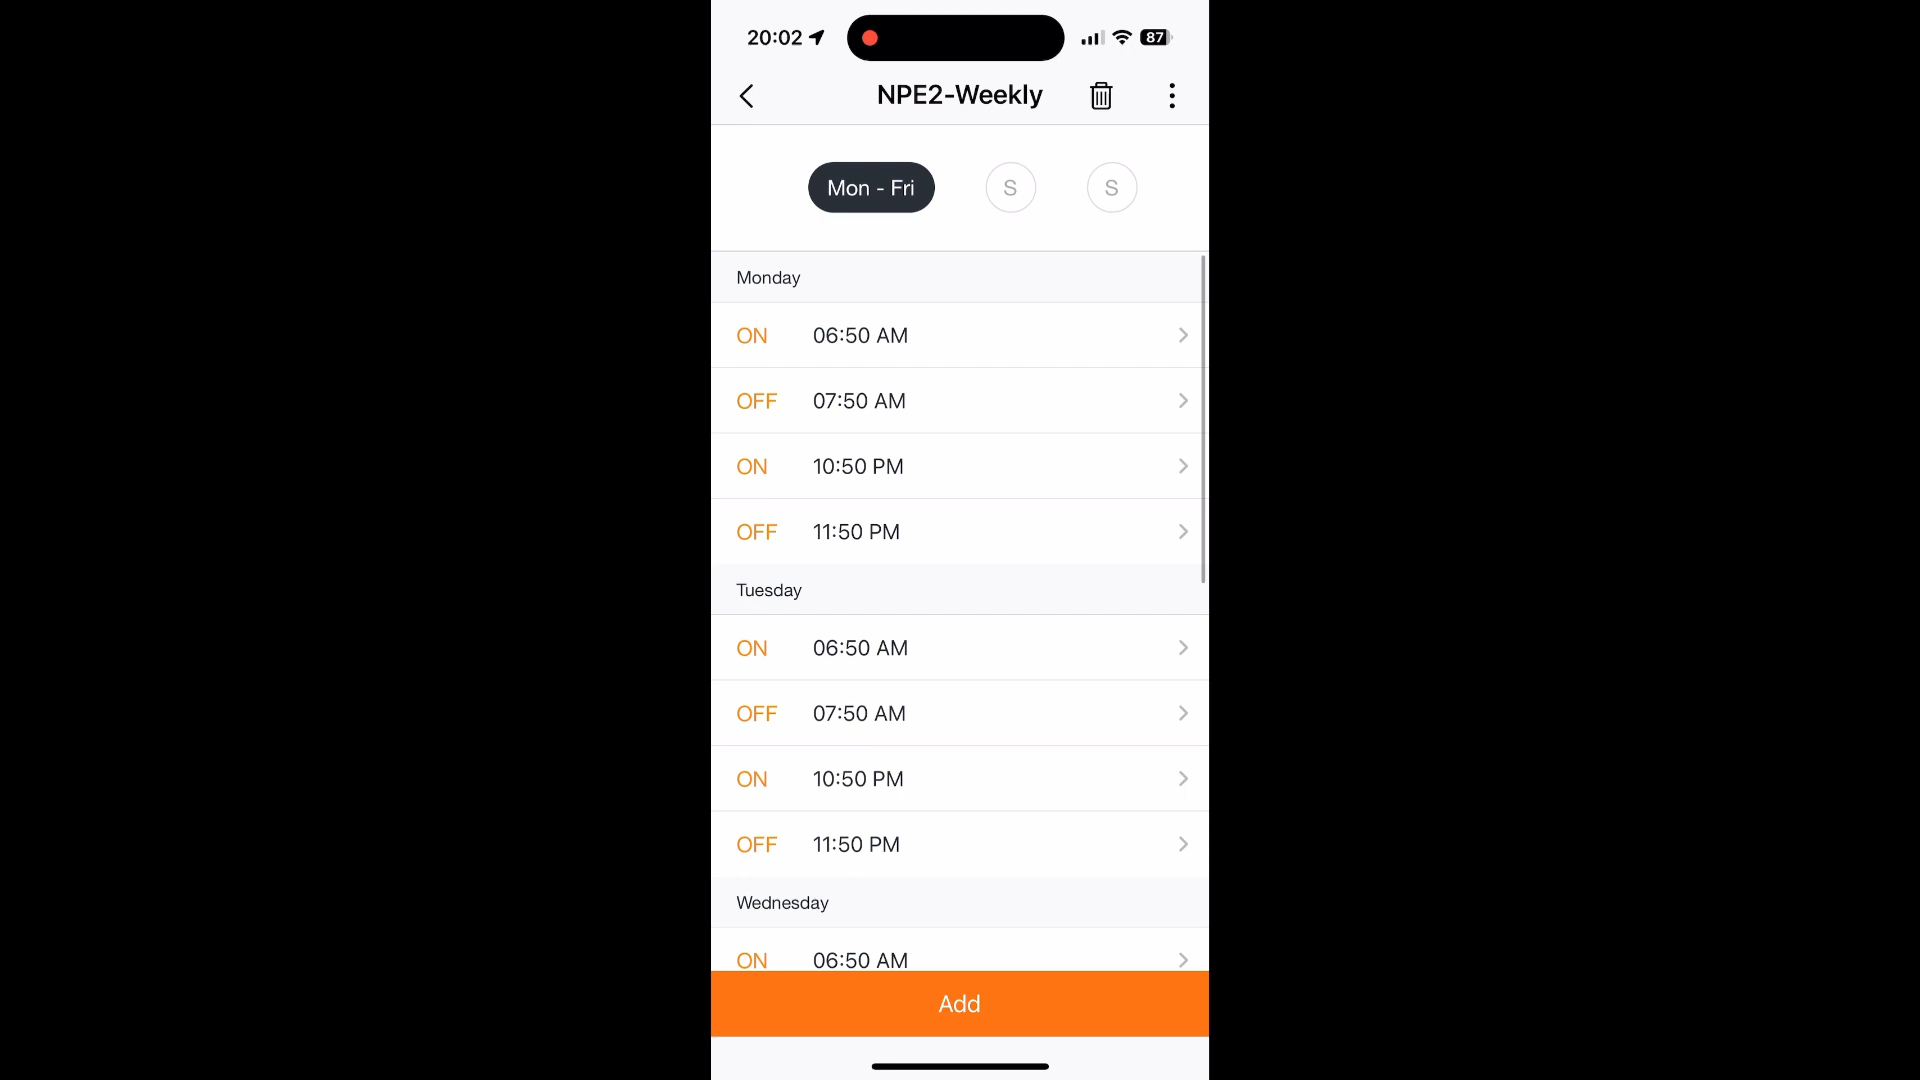 20:02
87
NPE2-Weekly
Mon - Fri
S
S
Monday
ON 06:50 AM
OFF 07:50 AM
ON 10:50 PM
OFF 11:50 PM
Tuesday
ON 06:50 AM
OFF 07:50 AM
ON 10:50 PM
OFF 11:50 PM
Wednesday
ON 06:50 AM
Add